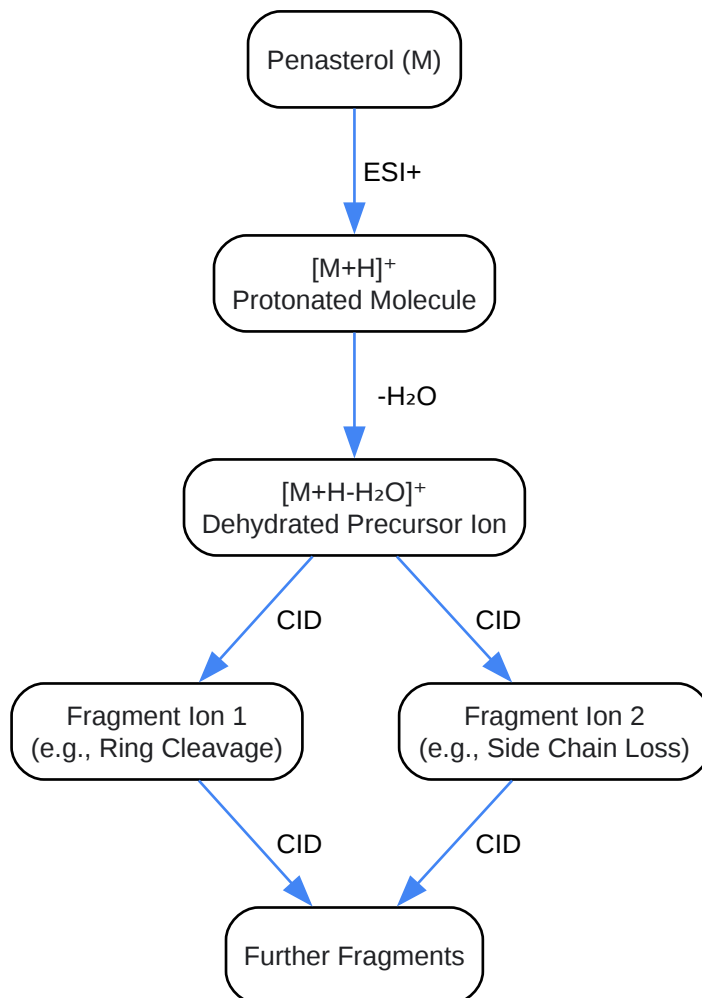 Penasterol (M)
ESI+
[M+H]⁺
Protonated Molecule
-H₂O
[M+H-H₂O]⁺
Dehydrated Precursor Ion
CID
CID
Fragment Ion 1
(e.g., Ring Cleavage)
Fragment Ion 2
(e.g., Side Chain Loss)
CID
CID
Further Fragments